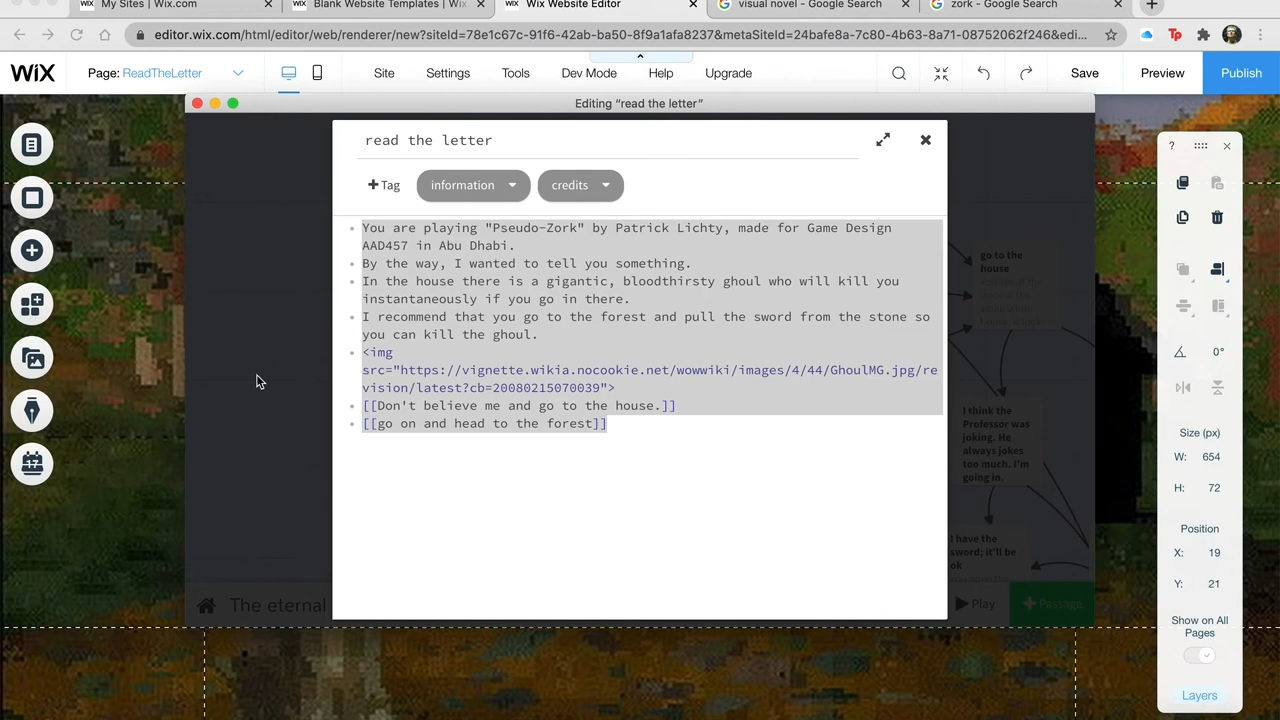 My Sites | Wix.com
Blank Website Templates | Wix
Wix Website Editor
visual novel - Google Search
zork - Google Search
editor.wix.com/html/editor/web/renderer/new?siteId=78e1c67c-91f6-42ab-ba50-8f9a1afa8237&metaSiteId=24bafe8a-7c80-4b63-8a71-08752062f246&edi...
WiX
Page: ReadTheLetter
Site
Settings
Tools
Dev Mode
Help
Upgrade
Save
Preview
Publish
Editing "read the letter"
read the letter
+Tag
information
credits
You are playing "Pseudo-Zork" by Patrick Lichty, made for Game Design
AAD457 in Abu Dhabi.
By the way, I wanted to tell you something.
In the house there is a gigantic, bloodthirsty ghoul who will kill you
instantaneously if you go in there.
I recommend that you go to the forest and pull the sword from the stone so
you can kill the ghoul.
<img
src="https://vignette.wikia.nocookie.net/wowwiki/images/4/44/GhoulMG.jpg/re
vision/latest?cb=20080215070039">
[[Don't believe me and go to the house.]]
[[go on and head to the forest]]
go to the
house
I think the
Professor was
joking. He
always jokes
too much. I'm
going in.
I have the
sword; it'll be
ok
The eternal
Play
+Passage
?
0°
Size (px)
W: 654
H: 72
Position
X: 19
Y: 21
Show on All
Pages
Layers
17
Tp